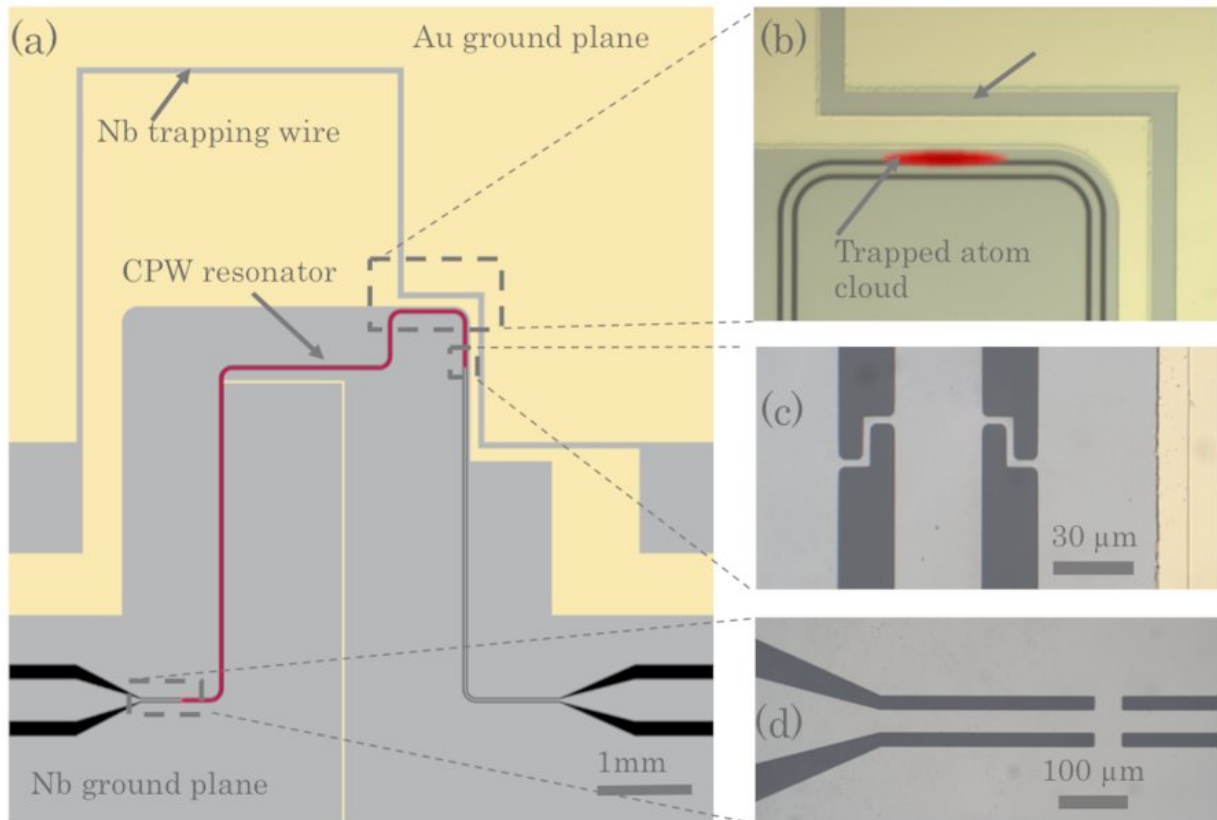 (a)
Au ground plane
Nb trapping wire
CPW resonator
Nb ground plane
1mm
(b)
Trapped atom
cloud
(c)
30 µm
(d)
100 µm